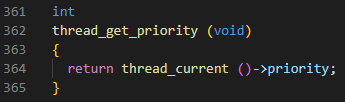 361 int
362 thread_get_priority (void)
363 {
364   return thread_current ()->priority;
365 }